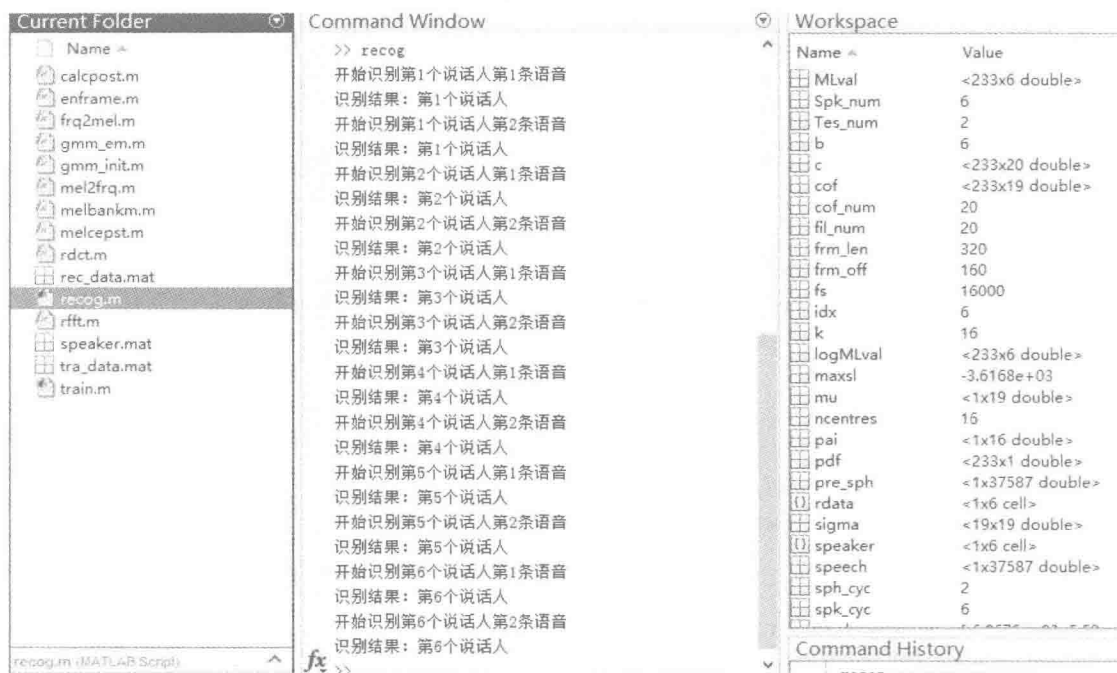 Current Folder
Name
calcpost.m
enframe.m
frq2mel.m
gmm_em.m
gmm_init.m
mel2frq.m
melbankm.m
melcepst.m
rdct.m
rec_data.mat
recog.m
rfft.m
speaker.mat
tra_data.mat
train.m
recog.m (MATLAB Script)
Command Window
>> recog
开始识别第1个说话人第1条语音
识别结果: 第1个说话人
开始识别第1个说话人第2条语音
识别结果: 第1个说话人
开始识别第2个说话人第1条语音
识别结果: 第2个说话人
开始识别第2个说话人第2条语音
识别结果: 第2个说话人
开始识别第3个说话人第1条语音
识别结果: 第3个说话人
开始识别第3个说话人第2条语音
识别结果: 第3个说话人
开始识别第4个说话人第1条语音
识别结果: 第4个说话人
开始识别第4个说话人第2条语音
识别结果: 第4个说话人
开始识别第5个说话人第1条语音
识别结果: 第5个说话人
开始识别第5个说话人第2条语音
识别结果: 第5个说话人
开始识别第6个说话人第1条语音
识别结果: 第6个说话人
开始识别第6个说话人第2条语音
识别结果: 第6个说话人
fx >>
Workspace
Name Value
MLval <233x6 double>
Spk_num 6
Tes_num 2
b 6
c <233x20 double>
cof <233x19 double>
cof_num 20
fil_num 20
frm_len 320
frm_off 160
fs 16000
idx 6
k 16
logMLval <233x6 double>
maxsl -3.6168e+03
mu <1x19 double>
ncentres 16
pai <1x16 double>
pdf <233x1 double>
pre_sph <1x37587 double>
rdata <1x6 cell>
sigma <19x19 double>
speaker <1x6 cell>
speech <1x37587 double>
sph_cyc 2
spk_cyc 6
Command History